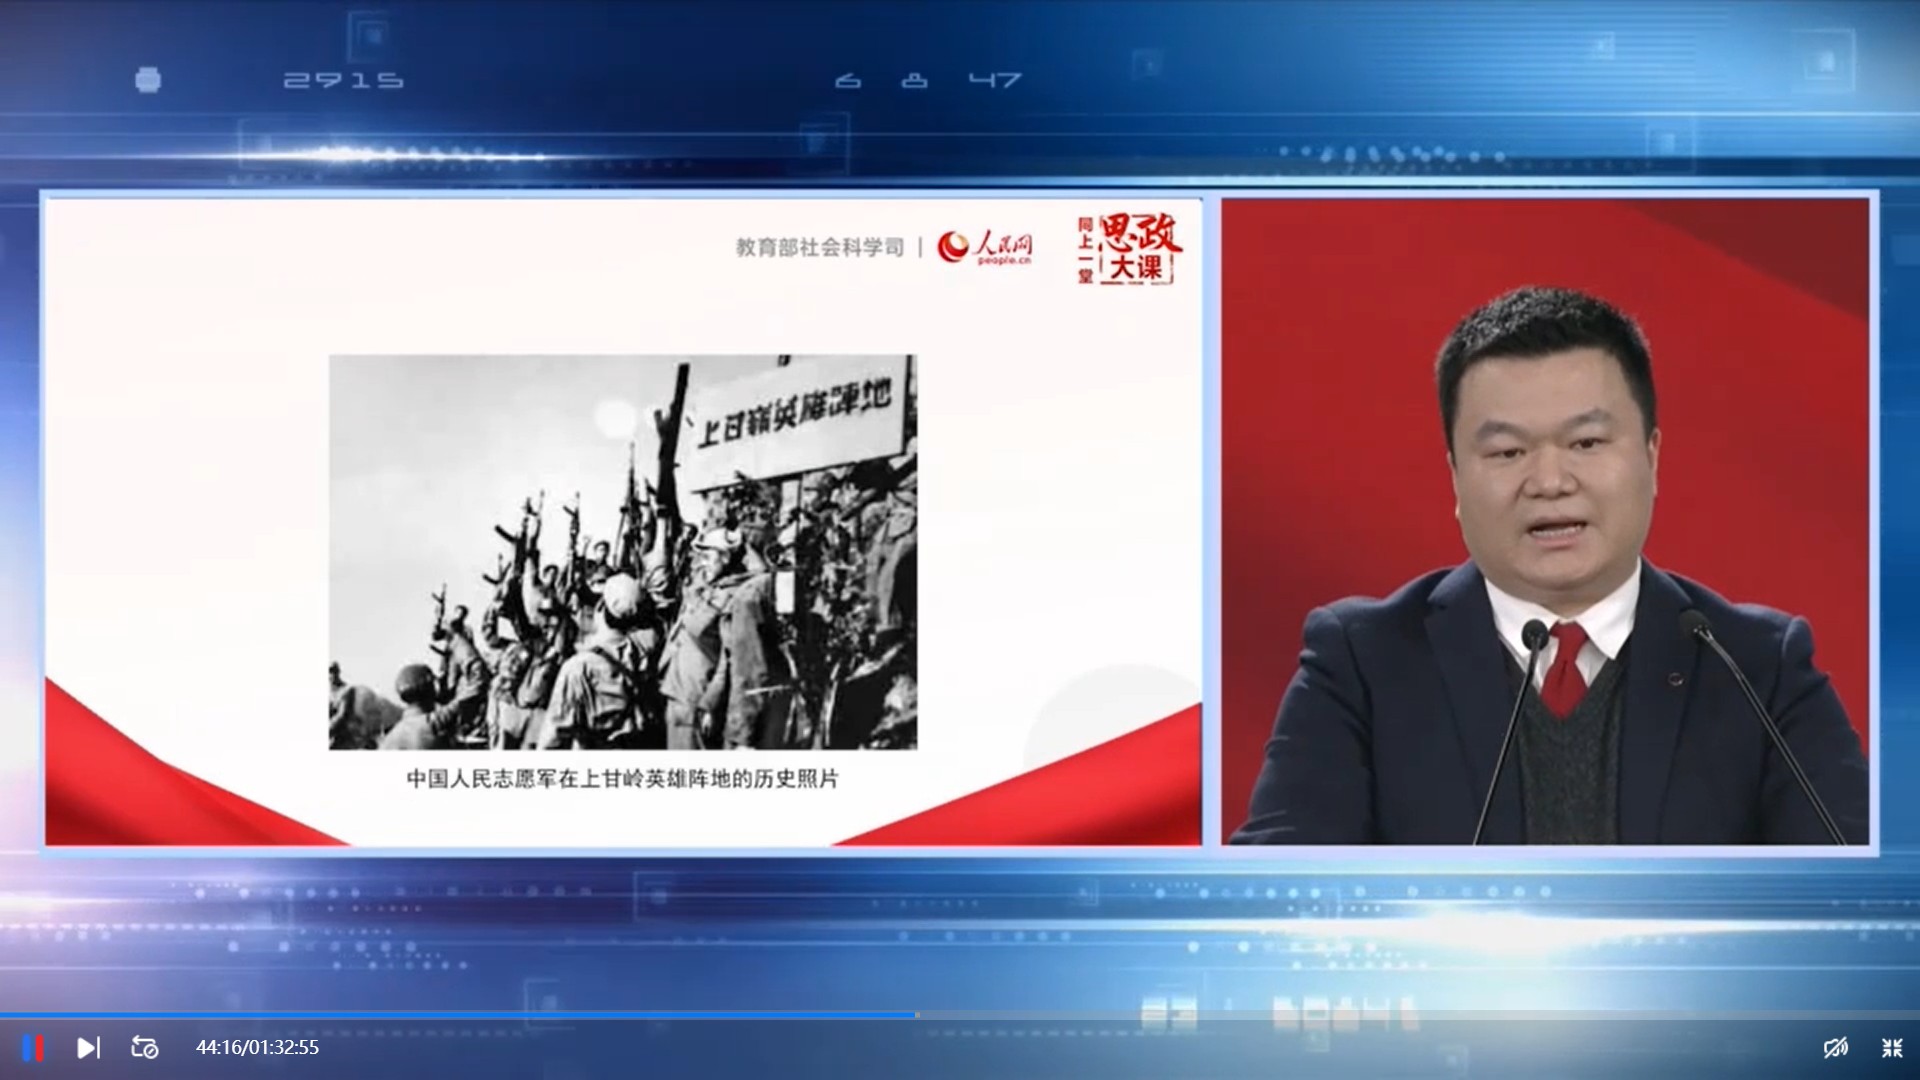 2915
6 8 47
教育部社会科学司
人民网
people.cn
同上一堂
思政
大课
上甘嶺英雄陣地
中国人民志愿军在上甘岭英雄阵地的历史照片
44:16/01:32:55